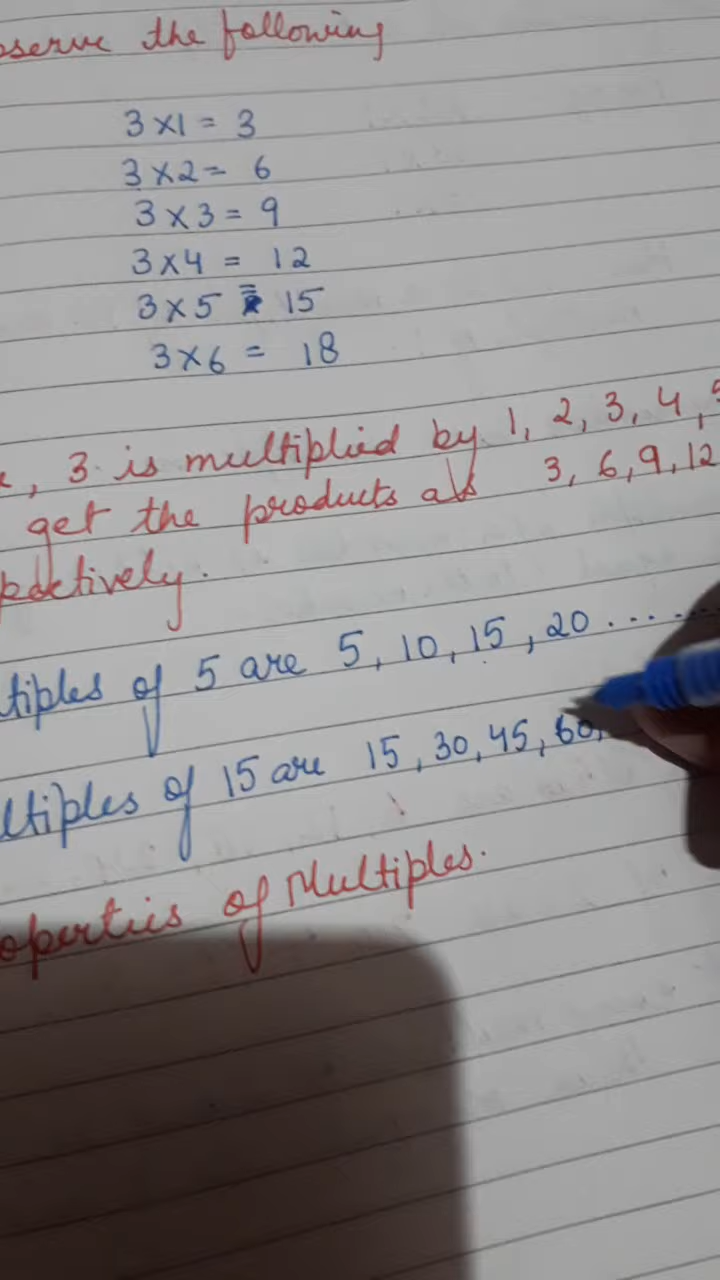 serve the following
3 × 1 = 3
3 × 2 = 6
3 × 3 = 9
3 × 4 = 12
3 × 5 = 15
3 × 6 = 18
, 3 is multiplied by 1, 2, 3, 4,
get the products as 3, 6, 9, 12
pectively.
tiples of 5 are 5, 10, 15, 20 ......
ltiples of 15 are 15, 30, 45, 60,
operties of Multiples.